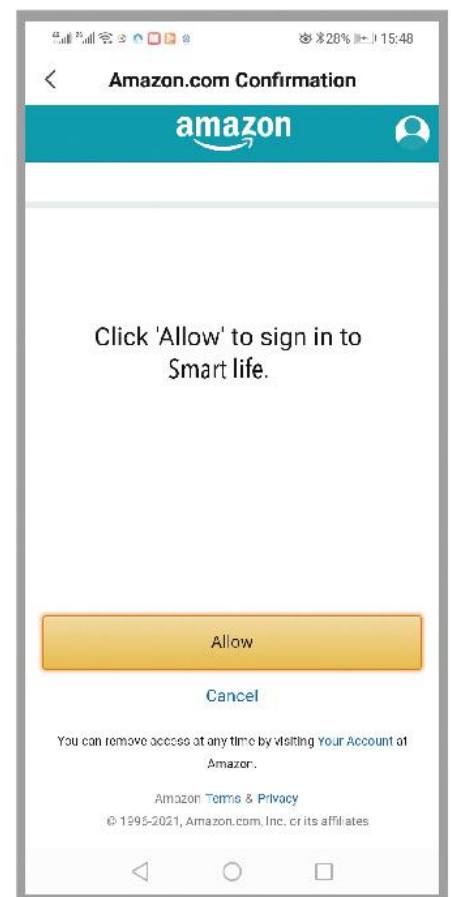 28% 15:48
Amazon.com Confirmation
amazon
Click 'Allow' to sign in to
Smart life.
Allow
Cancel
You can remove access at any time by visiting Your Account at
Amazon.
Amazon Terms & Privacy
© 1996-2021, Amazon.com, Inc. or its affiliates